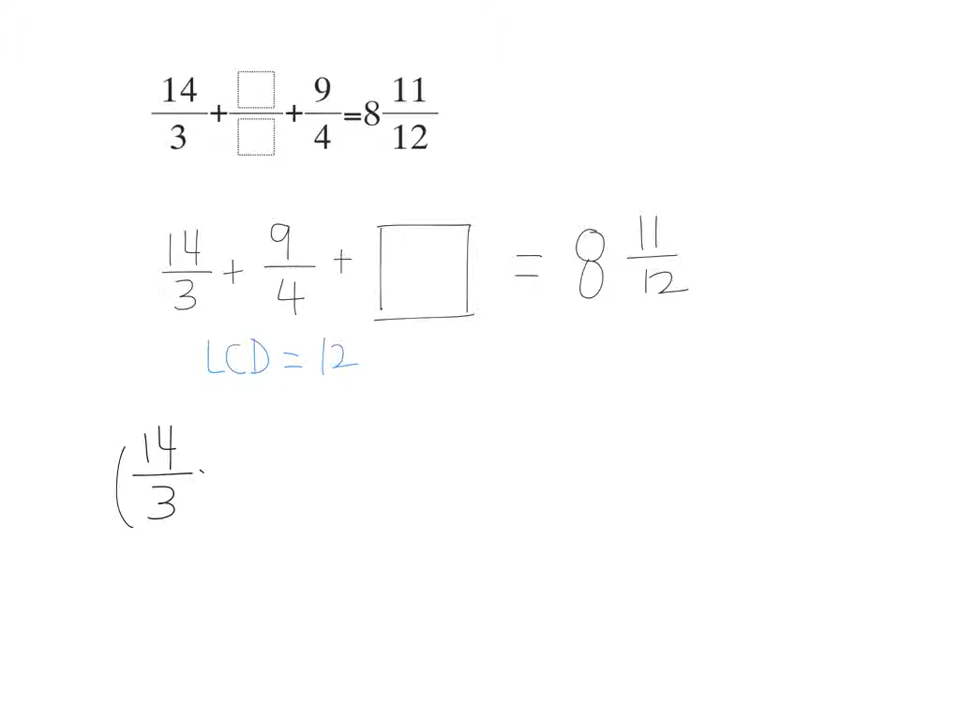 14/3 + □/□ + 9/4 = 8 11/12
14/3 + 9/4 + □ = 8 11/12
LCD = 12
(14/3 ·